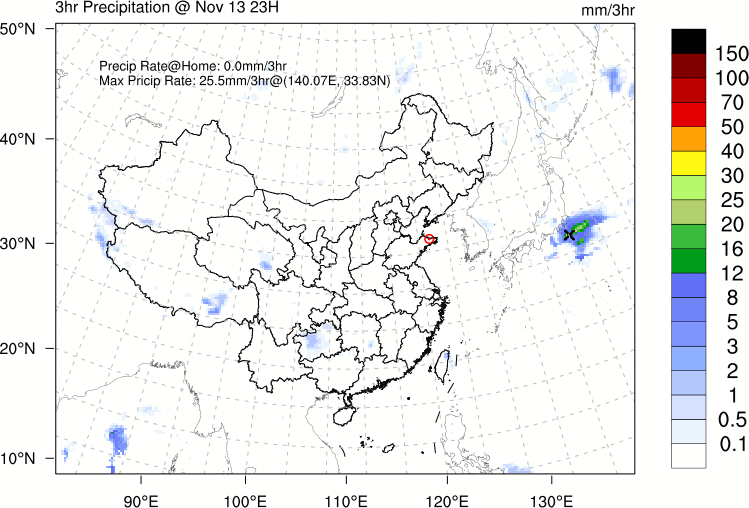 3hr Precipitation @ Nov 13 23H
mm/3hr
50°N
Precip Rate@Home: 0.0mm/3hr
Max Pricip Rate: 25.5mm/3hr@(140.07E, 33.83N)
40°N
30°N
20°N
10°N
90°E
100°E
110°E
120°E
130°E
150
100
70
50
40
30
25
20
16
12
8
5
3
2
1
0.5
0.1